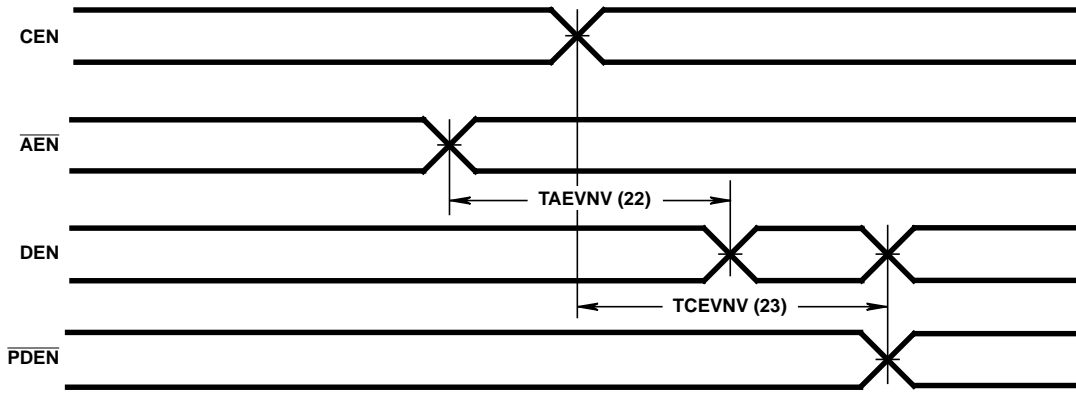 CEN
AEN
TAEVNV (22)
DEN
TCEVNV (23)
PDEN